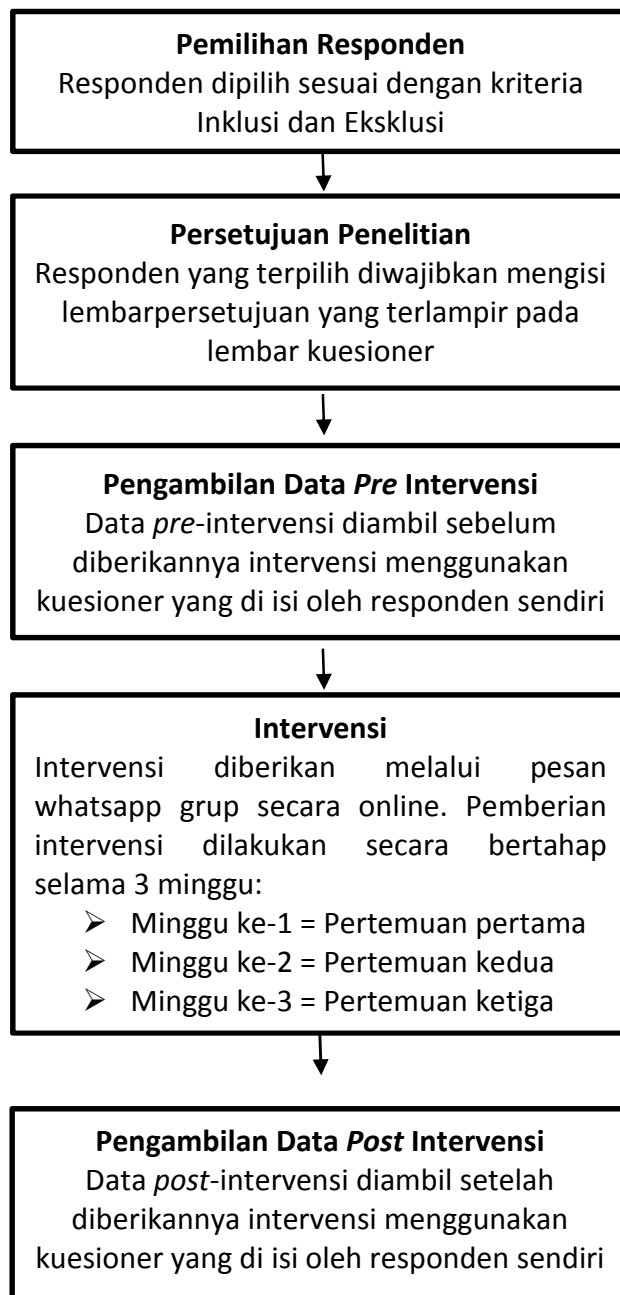 Pemilihan Responden
Responden dipilih sesuai dengan kriteria
Inklusi dan Eksklusi
Persetujuan Penelitian
Responden yang terpilih diwajibkan mengisi
lembarpersetujuan yang terlampir pada
lembar kuesioner
Pengambilan Data Pre Intervensi
Data pre-intervensi diambil sebelum
diberikannya intervensi menggunakan
kuesioner yang di isi oleh responden sendiri
Intervensi
Intervensi diberikan melalui pesan
whatsapp grup secara online. Pemberian
intervensi dilakukan secara bertahap
selama 3 minggu:
➢ Minggu ke-1 = Pertemuan pertama
➢ Minggu ke-2 = Pertemuan kedua
➢ Minggu ke-3 = Pertemuan ketiga
Pengambilan Data Post Intervensi
Data post-intervensi diambil setelah
diberikannya intervensi menggunakan
kuesioner yang di isi oleh responden sendiri